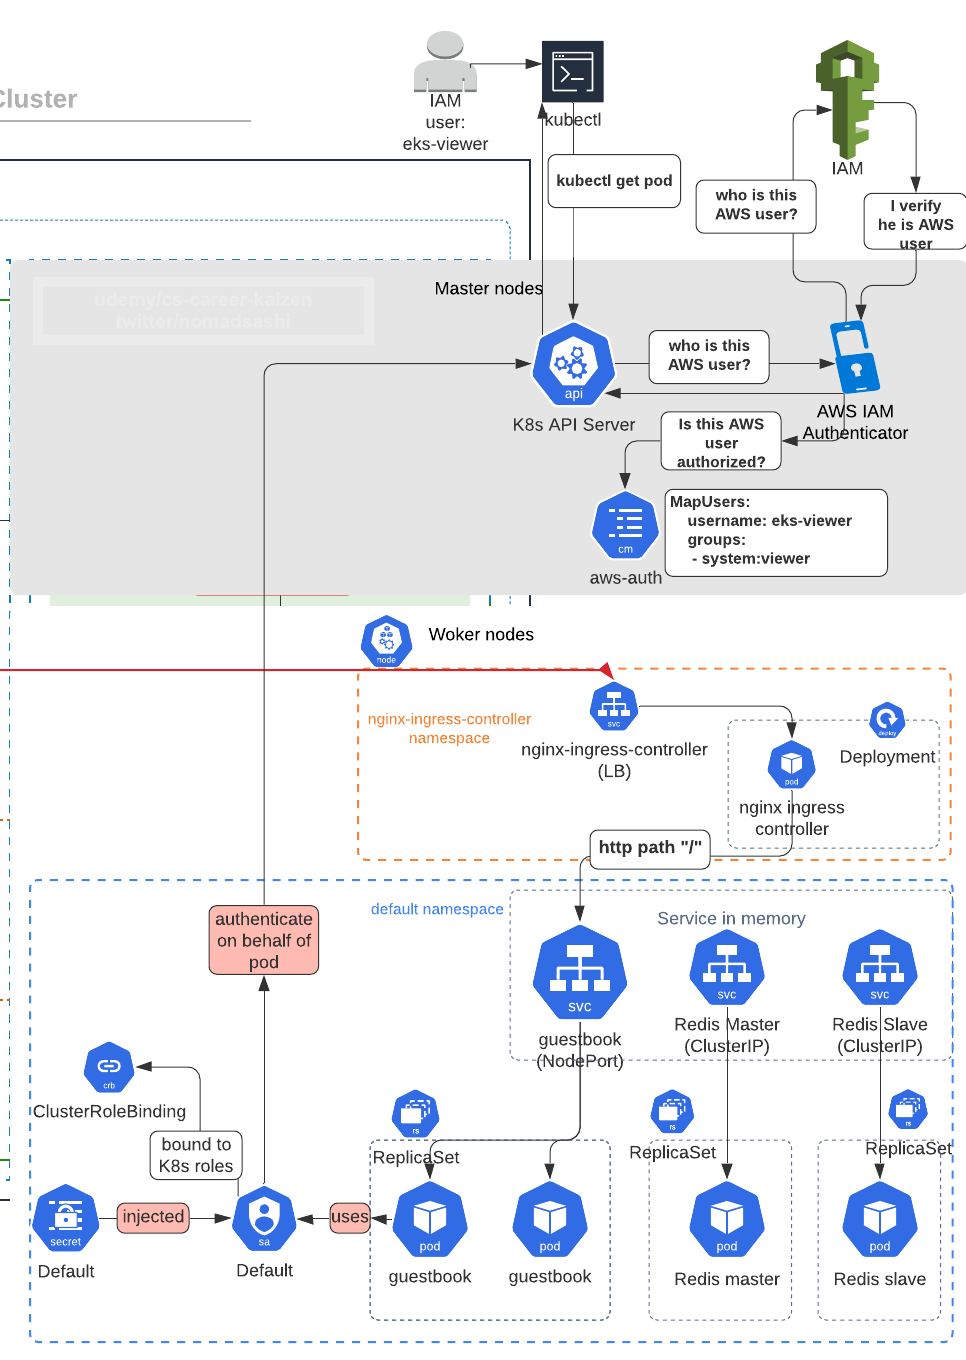 Cluster
IAM
user:
eks-viewer
kubectl
IAM
kubectl get pod
who is this
AWS user?
I verify
he is AWS
user
udemy/cs-career-kaizen
twitter/nomadsashi
Master nodes
api
K8s API Server
who is this
AWS user?
AWS IAM
Authenticator
Is this AWS
user
authorized?
cm
aws-auth
MapUsers:
username: eks-viewer
groups:
- system:viewer
node
Woker nodes
nginx-ingress-controller
namespace
svc
nginx-ingress-controller
(LB)
deploy
Deployment
pod
nginx ingress
controller
http path "/"
default namespace
Service in memory
authenticate
on behalf of
pod
svc
guestbook
(NodePort)
svc
Redis Master
(ClusterIP)
svc
Redis Slave
(ClusterIP)
crb
ClusterRoleBinding
bound to
K8s roles
rs
ReplicaSet
rs
ReplicaSet
rs
ReplicaSet
secret
Default
injected
sa
Default
uses
pod
guestbook
pod
guestbook
pod
Redis master
pod
Redis slave